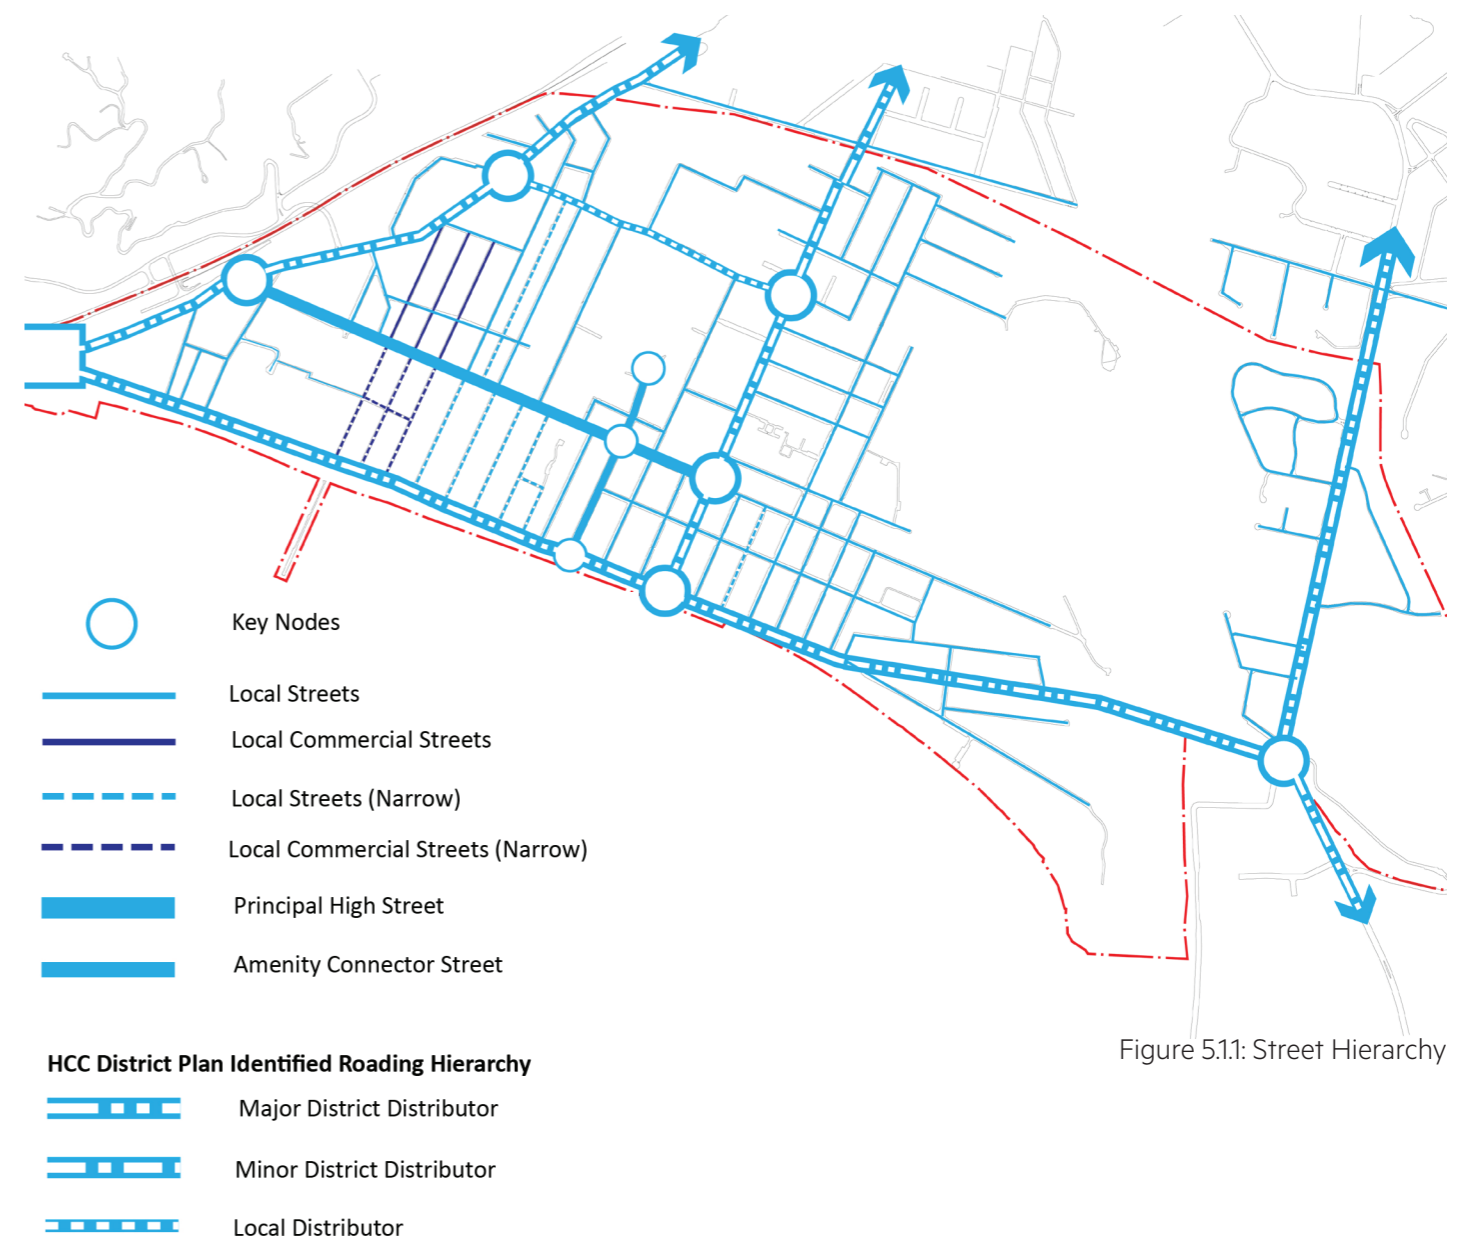 Key Nodes
Local Streets
Local Commercial Streets
Local Streets (Narrow)
Local Commercial Streets (Narrow)
Principal High Street
Amenity Connector Street
Figure 5.1.1: Street Hierarchy
HCC District Plan Identified Roading Hierarchy
Major District Distributor
Minor District Distributor
Local Distributor